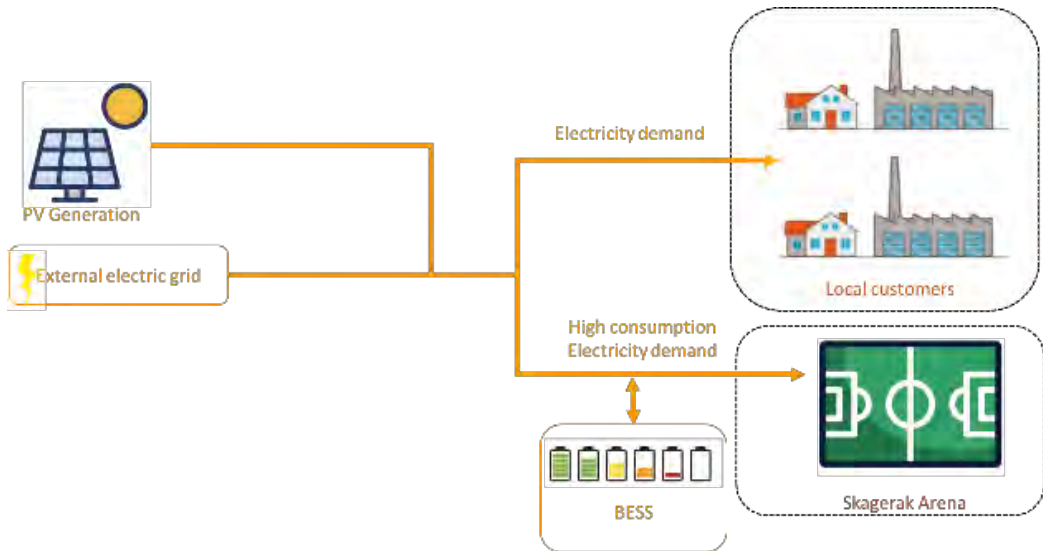 Electricity demand
PV Generation
External electric grid
Local customers
High consumption
Electricity demand
BESS
Skagerak Arena